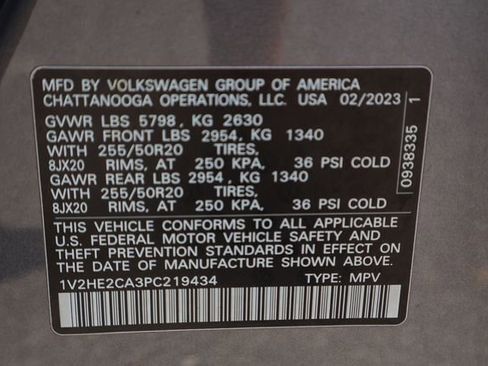 MFD BY VOLKSWAGEN GROUP OF AMERICA
CHATTANOOGA OPERATIONS, LLC. USA 02/2023
GVWR LBS 5798, KG 2630
GAWR FRONT LBS 2954, KG 1340
WITH 255/50R20 TIRES,
8JX20 RIMS, AT 250 KPA, 36 PSI COLD
GAWR REAR LBS 2954, KG 1340
WITH 255/50R20 TIRES,
8JX20 RIMS, AT 250 KPA, 36 PSI COLD
THIS VEHICLE CONFORMS TO ALL APPLICABLE
U.S. FEDERAL MOTOR VEHICLE SAFETY AND
THEFT PREVENTION STANDARDS IN EFFECT ON
THE DATE OF MANUFACTURE SHOWN ABOVE.
1V2HE2CA3PC219434 TYPE: MPV
0938335 1